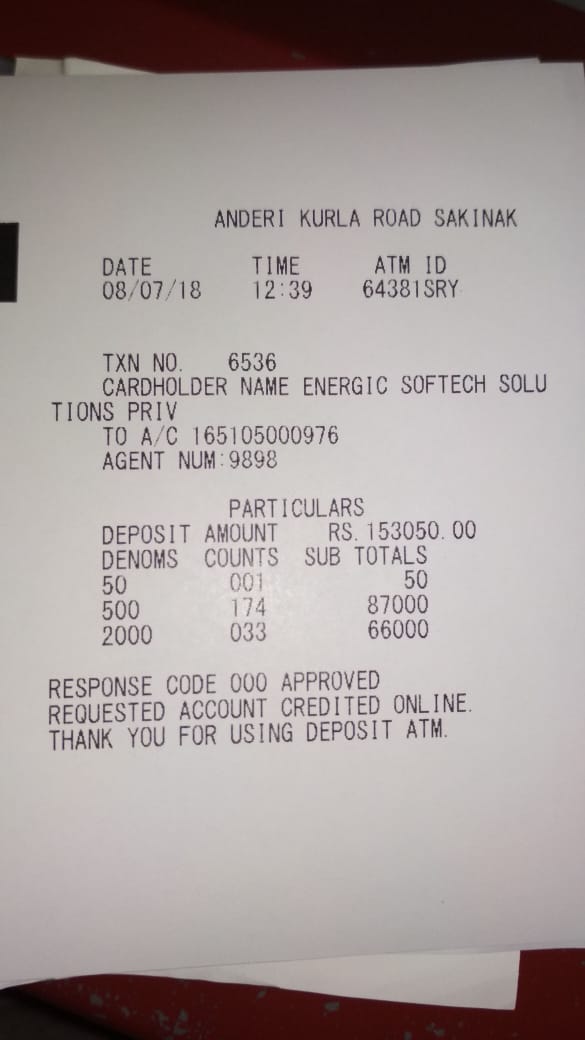 ANDERI KURLA ROAD SAKINAK
DATE TIME ATM ID
08/07/18 12:39 64381SRY
TXN NO. 6536
CARDHOLDER NAME ENERGIC SOFTECH SOLU
TIONS PRIV
TO A/C 165105000976
AGENT NUM:9898
PARTICULARS
DEPOSIT AMOUNT RS.153050.00
DENOMS COUNTS SUB TOTALS
50 001 50
500 174 87000
2000 033 66000
RESPONSE CODE 000 APPROVED
REQUESTED ACCOUNT CREDITED ONLINE.
THANK YOU FOR USING DEPOSIT ATM.